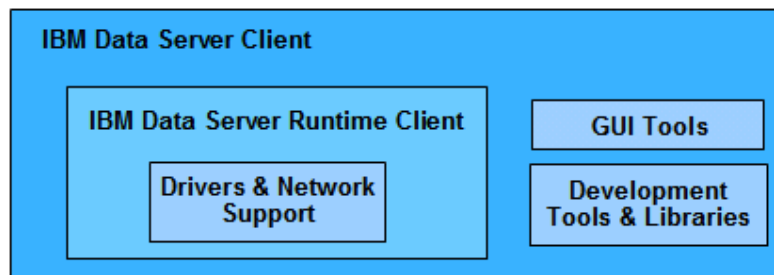 IBM Data Server Client
IBM Data Server Runtime Client
Drivers & Network
Support
GUI Tools
Development
Tools & Libraries